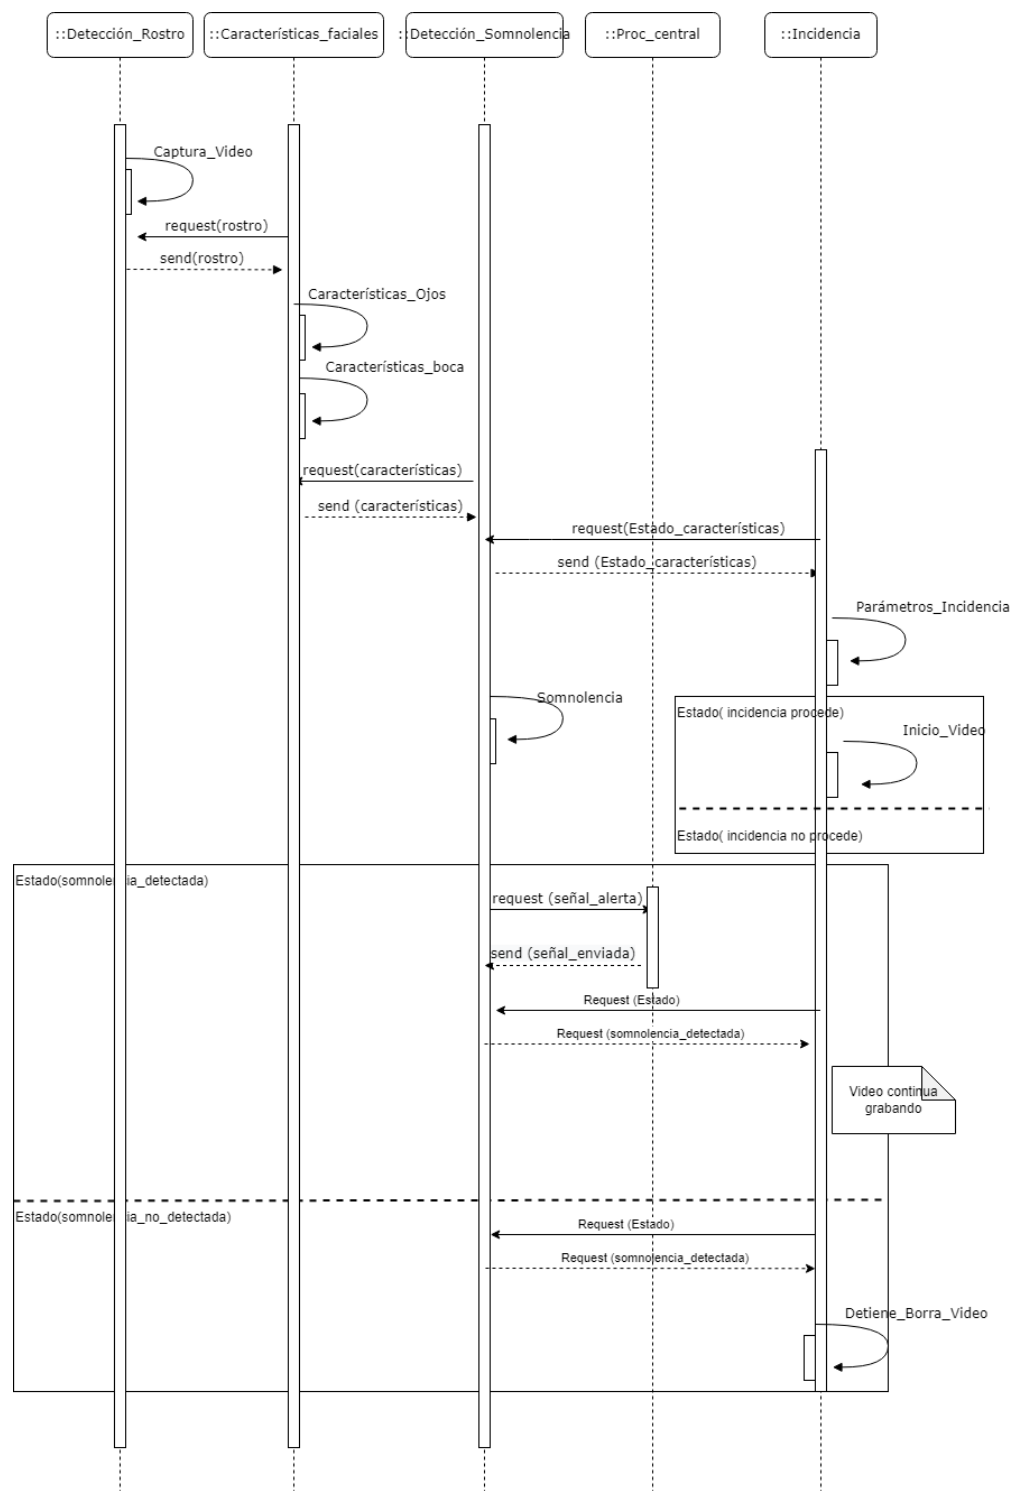 ::Detección_Rostro
::Características_faciales
::Detección_Somnolencia
::Proc_central
::Incidencia
Captura_Video
request(rostro)
send(rostro)
Características_Ojos
Características_boca
request(características)
send (características)
request(Estado_características)
send (Estado_características)
Parámetros_Incidencia
Somnolencia
Estado( incidencia procede)
Inicio_Video
Estado( incidencia no procede)
Estado(somnolencia_detectada)
request (señal_alerta)
send (señal_enviada)
Request (Estado)
Request (somnolencia_detectada)
Video continua
grabando
Estado(somnolencia_no_detectada)
Request (Estado)
Request (somnolencia_detectada)
Detiene_Borra_Video